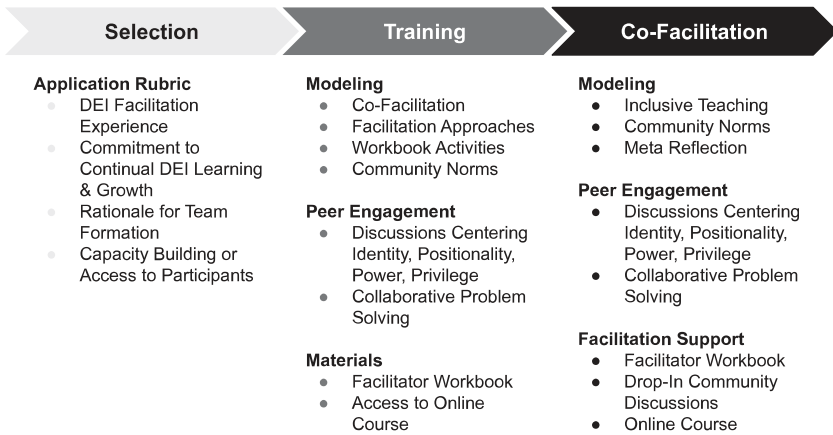 Selection
Training
Co-Facilitation
Application Rubric
● DEI Facilitation
Experience
● Commitment to
Continual DEI Learning
& Growth
● Rationale for Team
Formation
● Capacity Building or
Access to Participants
Modeling
● Co-Facilitation
● Facilitation Approaches
● Workbook Activities
● Community Norms
Peer Engagement
● Discussions Centering
Identity, Positionality,
Power, Privilege
● Collaborative Problem
Solving
Materials
● Facilitator Workbook
● Access to Online
Course
Modeling
● Inclusive Teaching
● Community Norms
● Meta Reflection
Peer Engagement
● Discussions Centering
Identity, Positionality,
Power, Privilege
● Collaborative Problem
Solving
Facilitation Support
● Facilitator Workbook
● Drop-In Community
Discussions
● Online Course